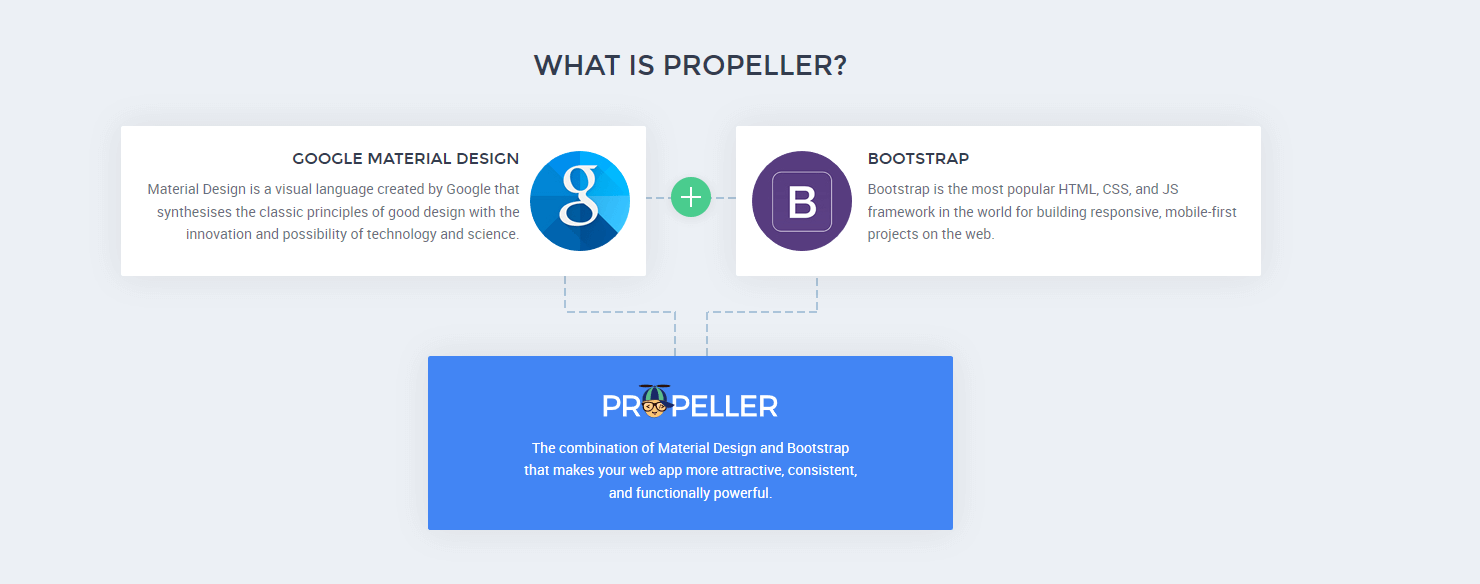 WHAT IS PROPELLER?
GOOGLE MATERIAL DESIGN
Material Design is a visual language created by Google that
synthesises the classic principles of good design with the
innovation and possibility of technology and science.
g
B
BOOTSTRAP
Bootstrap is the most popular HTML, CSS, and JS
framework in the world for building responsive, mobile-first
projects on the web.
PROPELLER
The combination of Material Design and Bootstrap
that makes your web app more attractive, consistent,
and functionally powerful.